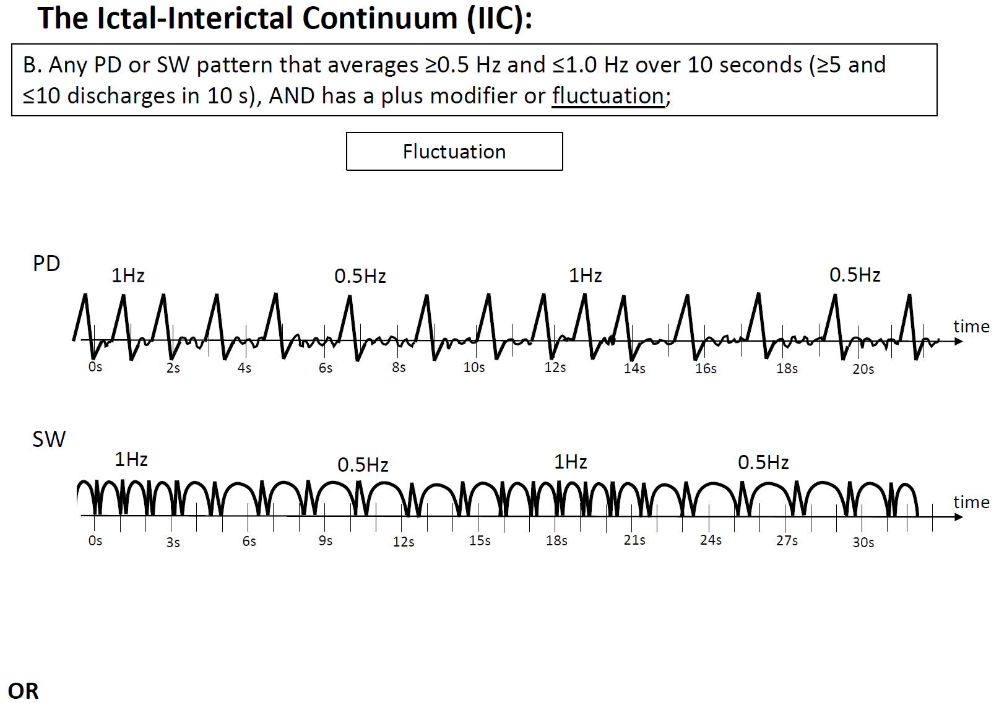 The Ictal-Interictal Continuum (IIC):
B. Any PD or SW pattern that averages ≥0.5 Hz and ≤1.0 Hz over 10 seconds (≥5 and
≤10 discharges in 10 s), AND has a plus modifier or fluctuation;
Fluctuation
PD
1Hz 0.5Hz 1Hz 0.5Hz
time
0s 2s 4s 6s 8s 10s 12s 14s 16s 18s 20s
SW
1Hz 0.5Hz 1Hz 0.5Hz
time
0s 3s 6s 9s 12s 15s 18s 21s 24s 27s 30s
OR